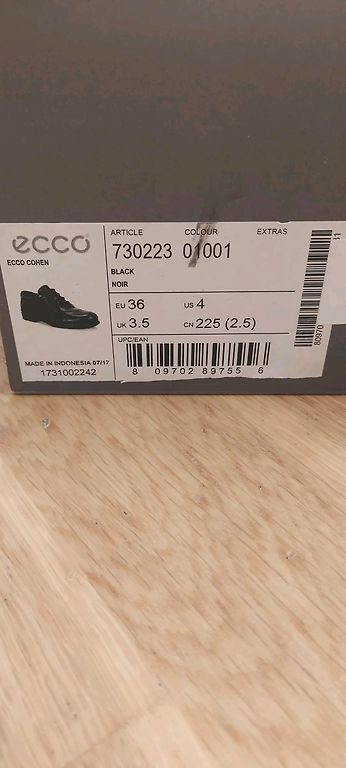 ecco
ECCO COHEN
ARTICLE COLOUR EXTRAS
730223 01001
BLACK
NOIR
EU 36 US 4
UK 3.5 CN 225 (2.5)
UPC/EAN
8 09702 89755 6
MADE IN INDONESIA 07/17
1731002242